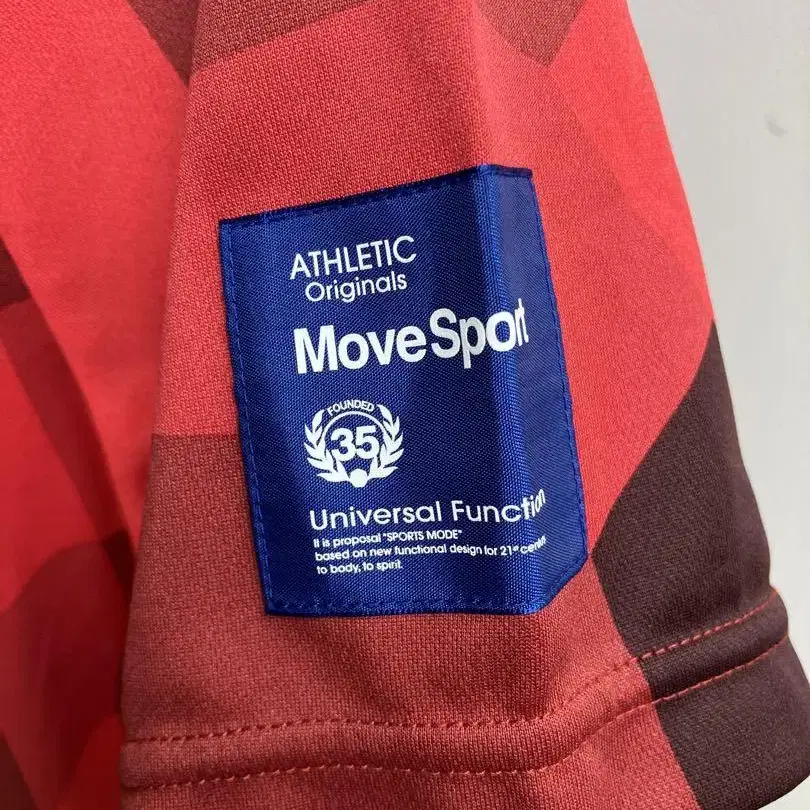 ATHLETIC
Originals
MoveSport
FOUNDED
35
Universal Function
It is proposal "SPORTS MODE"
based on new functional design for 21st century
to body, to spirit.